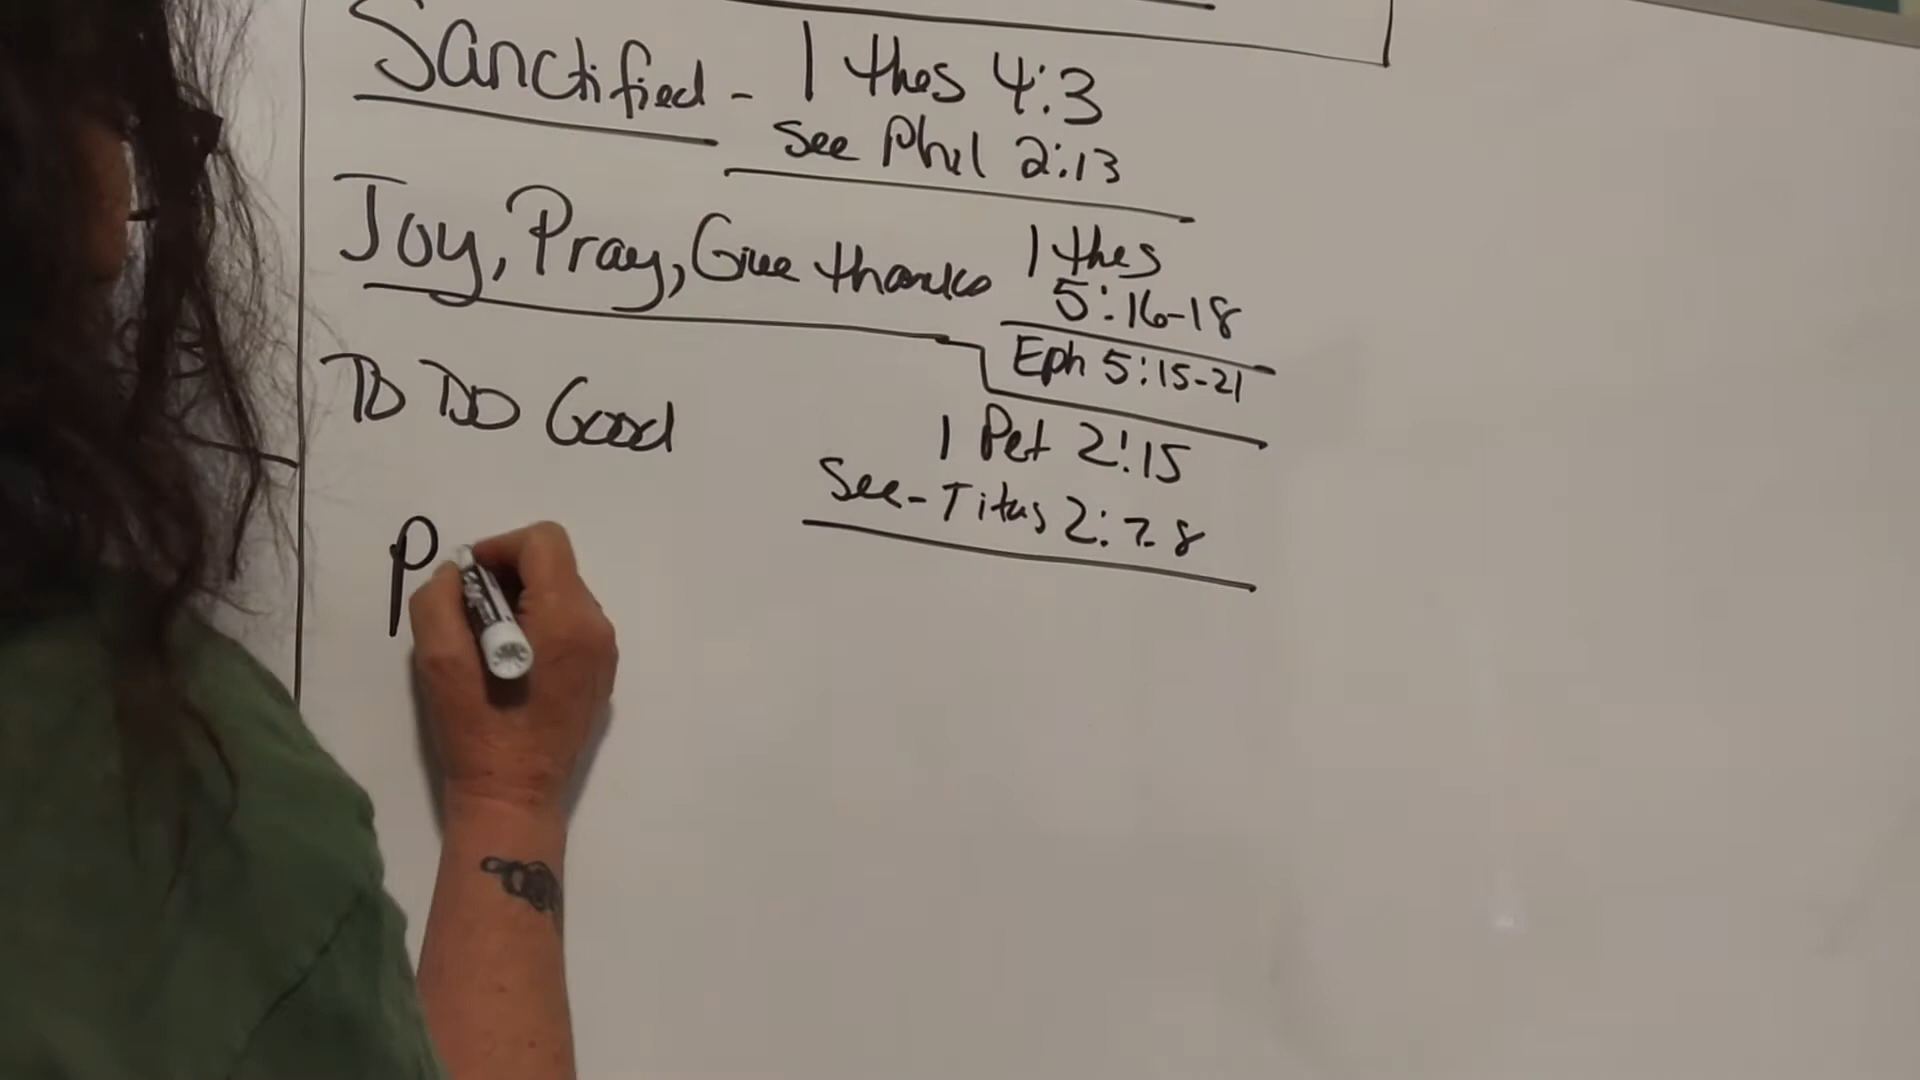 Sanctified - 1 thes 4:3
See Phil 2:13
Joy, Pray, Give thanks 1 thes
5:16-18
Eph 5:15-21
To Do Good 1 Pet 2:15
See - Titus 2:7-8
P